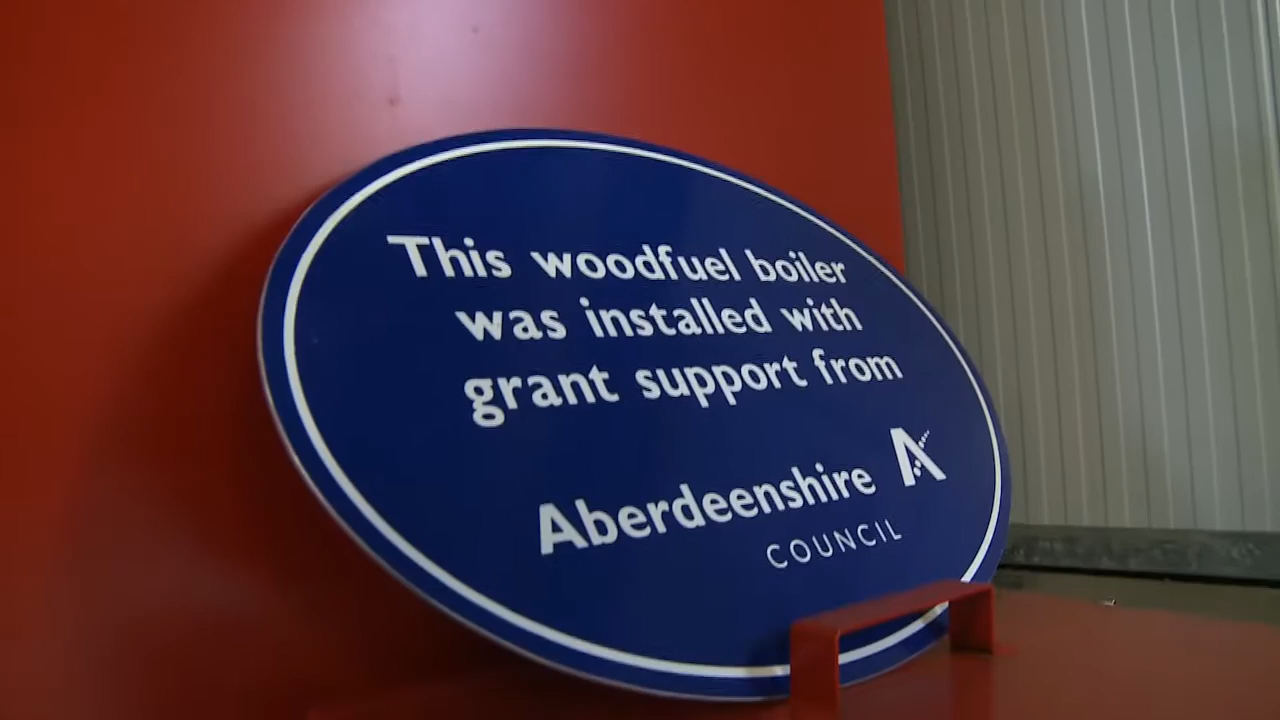 This woodfuel boiler
was installed with
grant support from
Aberdeenshire
COUNCIL